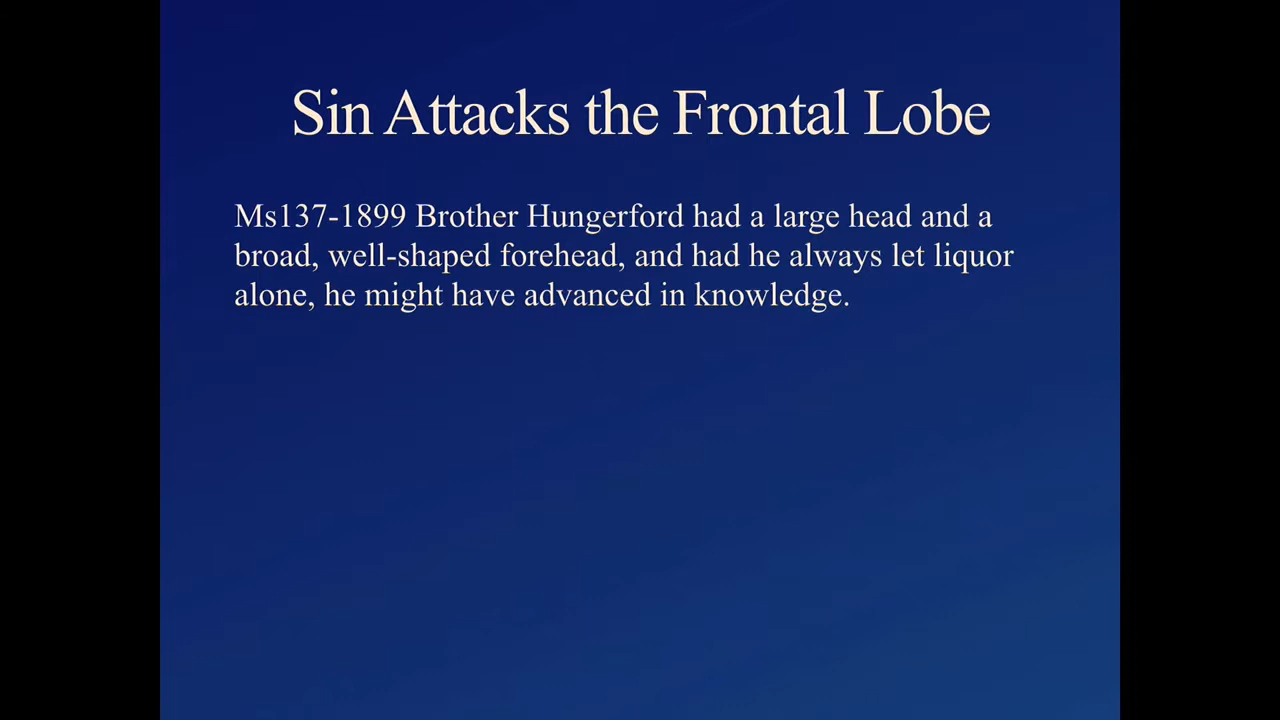 Sin Attacks the Frontal Lobe
Ms137-1899 Brother Hungerford had a large head and a
broad, well-shaped forehead, and had he always let liquor
alone, he might have advanced in knowledge.